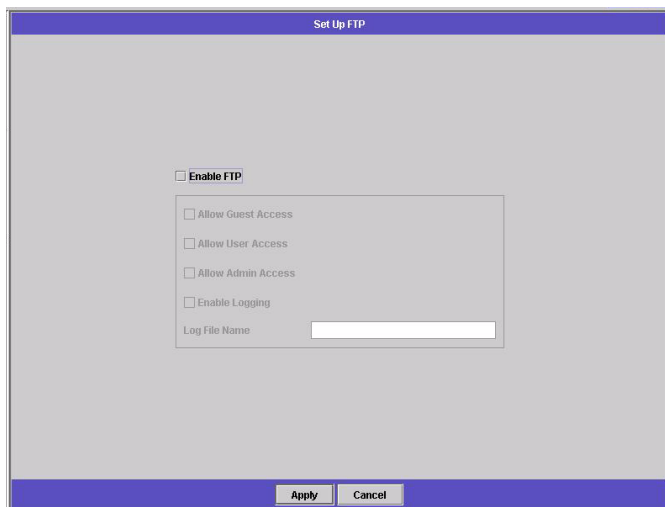 Set Up FTP
Enable FTP
Allow Guest Access
Allow User Access
Allow Admin Access
Enable Logging
Log File Name
Apply Cancel